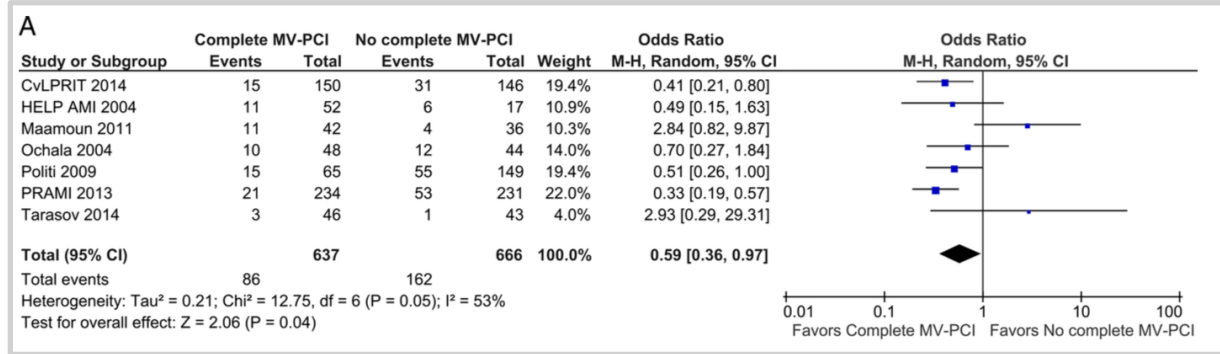 A
Complete MV-PCI No complete MV-PCI Odds Ratio Odds Ratio
Study or Subgroup Events Total Events Total Weight M-H, Random, 95% CI M-H, Random, 95% CI
CvLPRIT 2014 15 150 31 146 19.4% 0.41 [0.21, 0.80]
HELP AMI 2004 11 52 6 17 10.9% 0.49 [0.15, 1.63]
Maamoun 2011 11 42 4 36 10.3% 2.84 [0.82, 9.87]
Ochala 2004 10 48 12 44 14.0% 0.70 [0.27, 1.84]
Politi 2009 15 65 55 149 19.4% 0.51 [0.26, 1.00]
PRAMI 2013 21 234 53 231 22.0% 0.33 [0.19, 0.57]
Tarasov 2014 3 46 1 43 4.0% 2.93 [0.29, 29.31]
Total (95% CI) 637 666 100.0% 0.59 [0.36, 0.97]
Total events 86 162
Heterogeneity: Tau² = 0.21; Chi² = 12.75, df = 6 (P = 0.05); I² = 53%
Test for overall effect: Z = 2.06 (P = 0.04)
0.01 0.1 1 10 100
Favors Complete MV-PCI Favors No complete MV-PCI